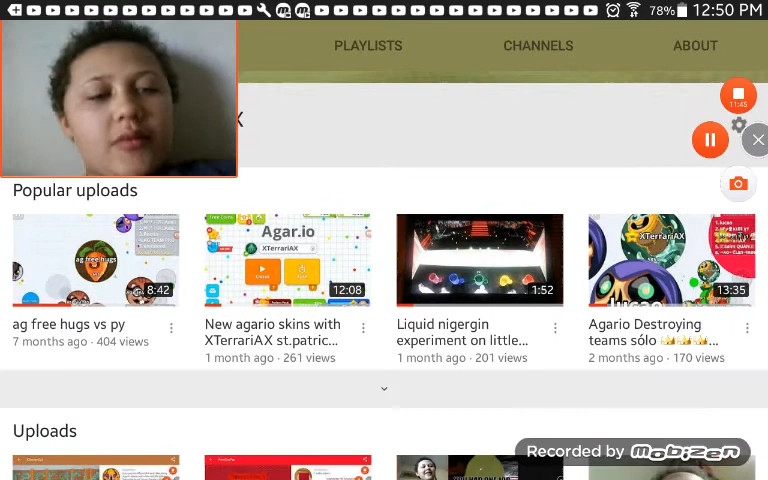 78% 12:50 PM
PLAYLISTS CHANNELS ABOUT
11:45
X
Popular uploads
ag free hugs
8:42
Agar.io
XTerrariAX
12:08
1:52
XTerrariAX
13:35
ag free hugs vs py
7 months ago · 404 views
New agario skins with
XTerrariAX st.patric...
1 month ago · 261 views
Liquid nigergin
experiment on little...
1 month ago · 201 views
Agario Destroying
teams sólo 👑👑👑...
2 months ago · 170 views
Uploads
Recorded by Mobizen